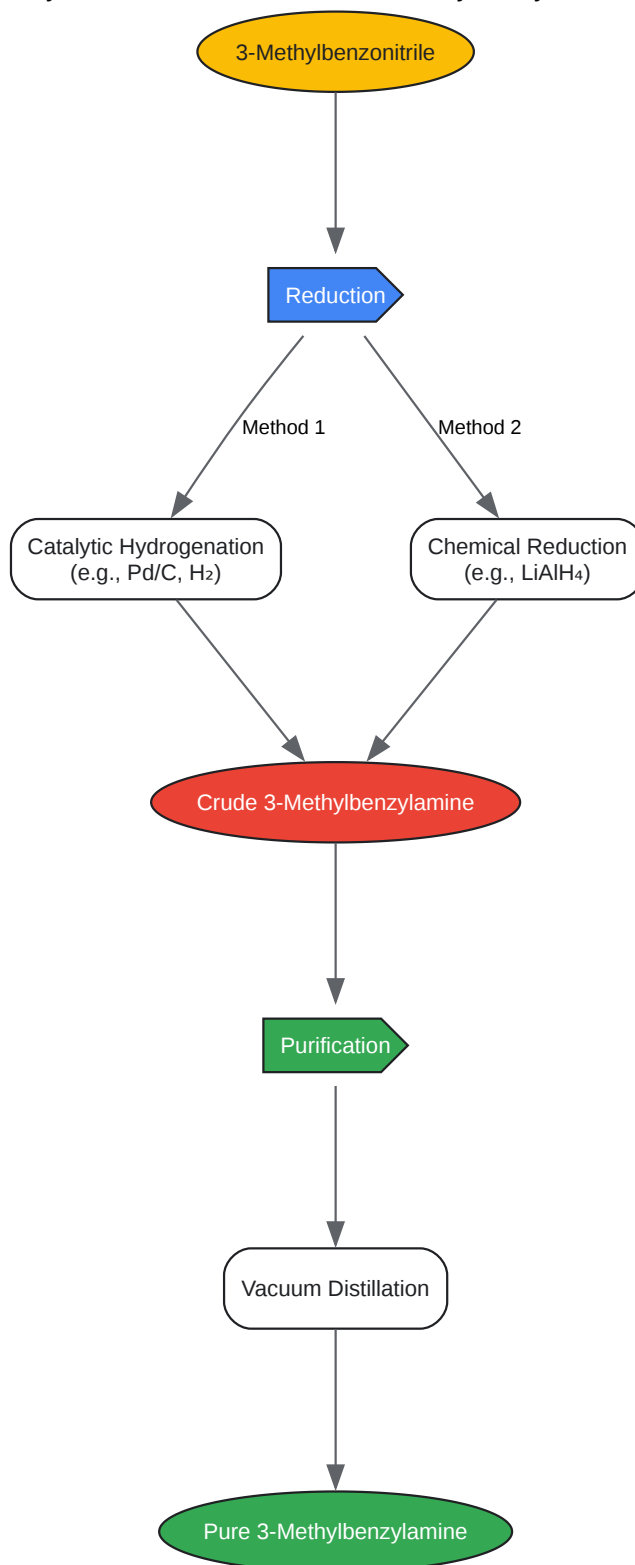 3-Methylbenzonitrile
Reduction
Method 1
Method 2
Catalytic Hydrogenation
(e.g., Pd/C, H₂)
Chemical Reduction
(e.g., LiAlH₄)
Crude 3-Methylbenzylamine
Purification
Vacuum Distillation
Pure 3-Methylbenzylamine